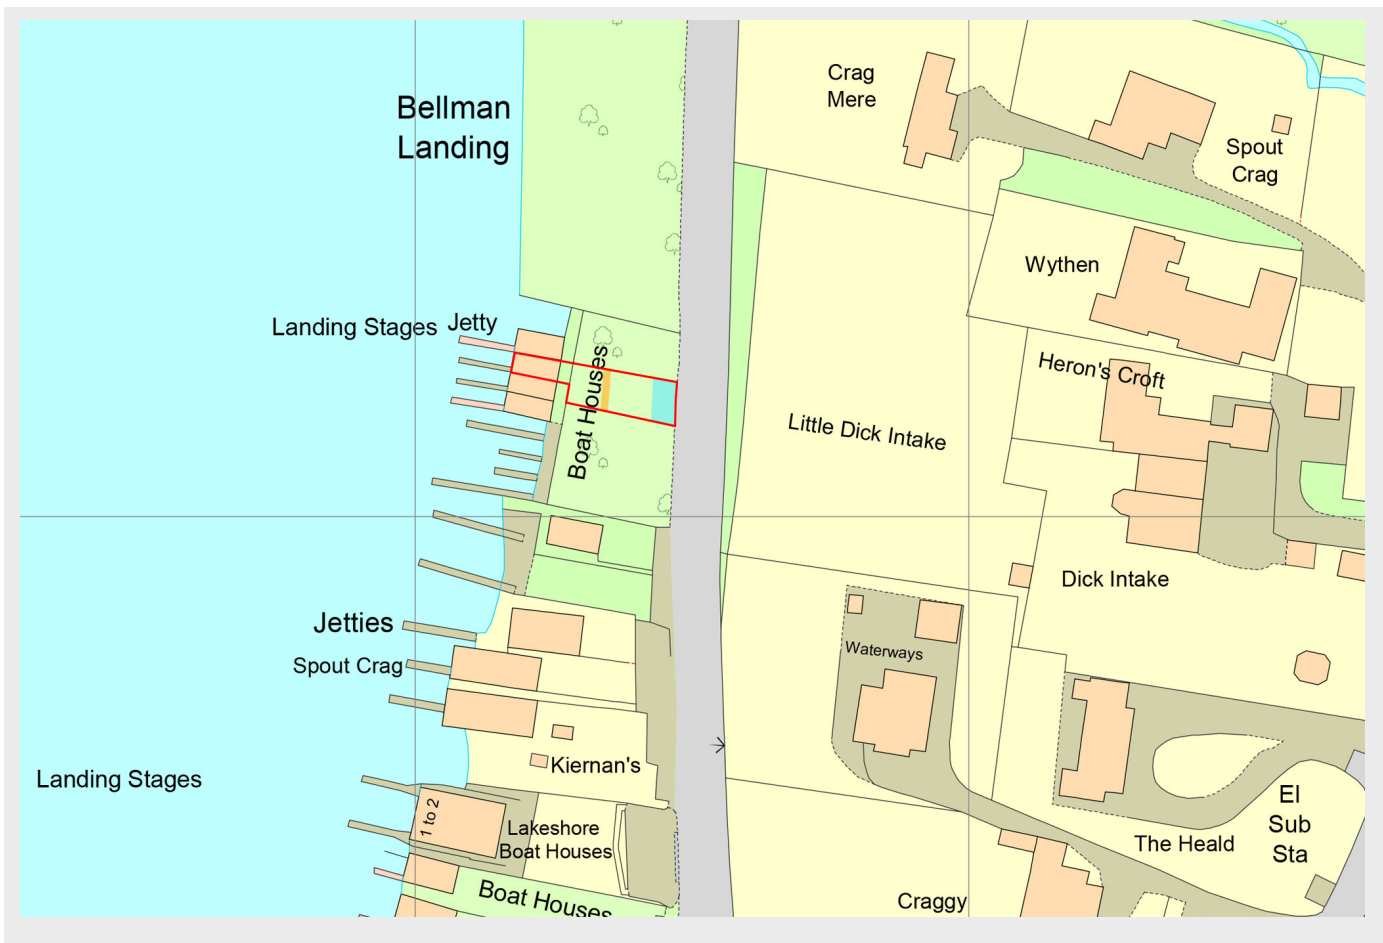 Crag
Mere
Bellman
Landing
Spout
Crag
Wythen
Landing Stages
Jetty
Heron's Croft
Boat Houses
Little Dick Intake
Dick Intake
Jetties
Waterways
Spout Crag
Kiernan's
Landing Stages
El
Sub
Sta
1 to 2
Lakeshore
Boat Houses
The Heald
Boat Houses
Craggy